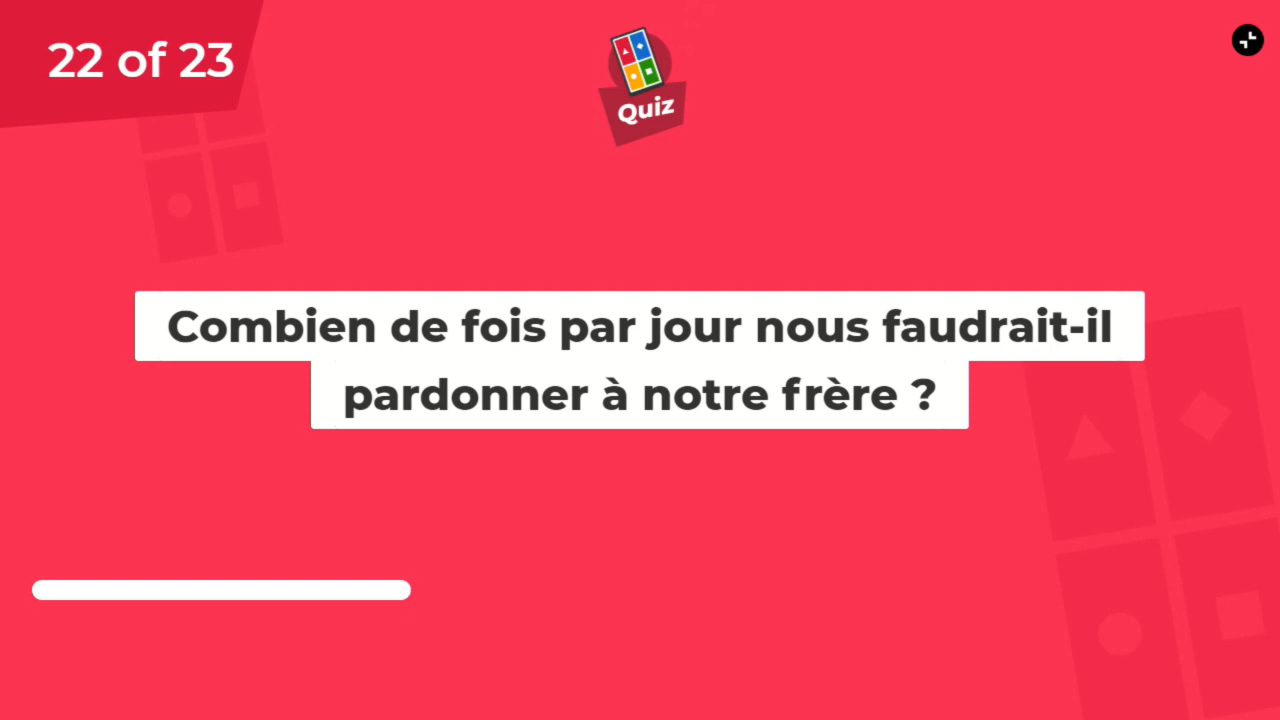 22 of 23
Quiz
Combien de fois par jour nous faudrait-il
pardonner à notre frère ?